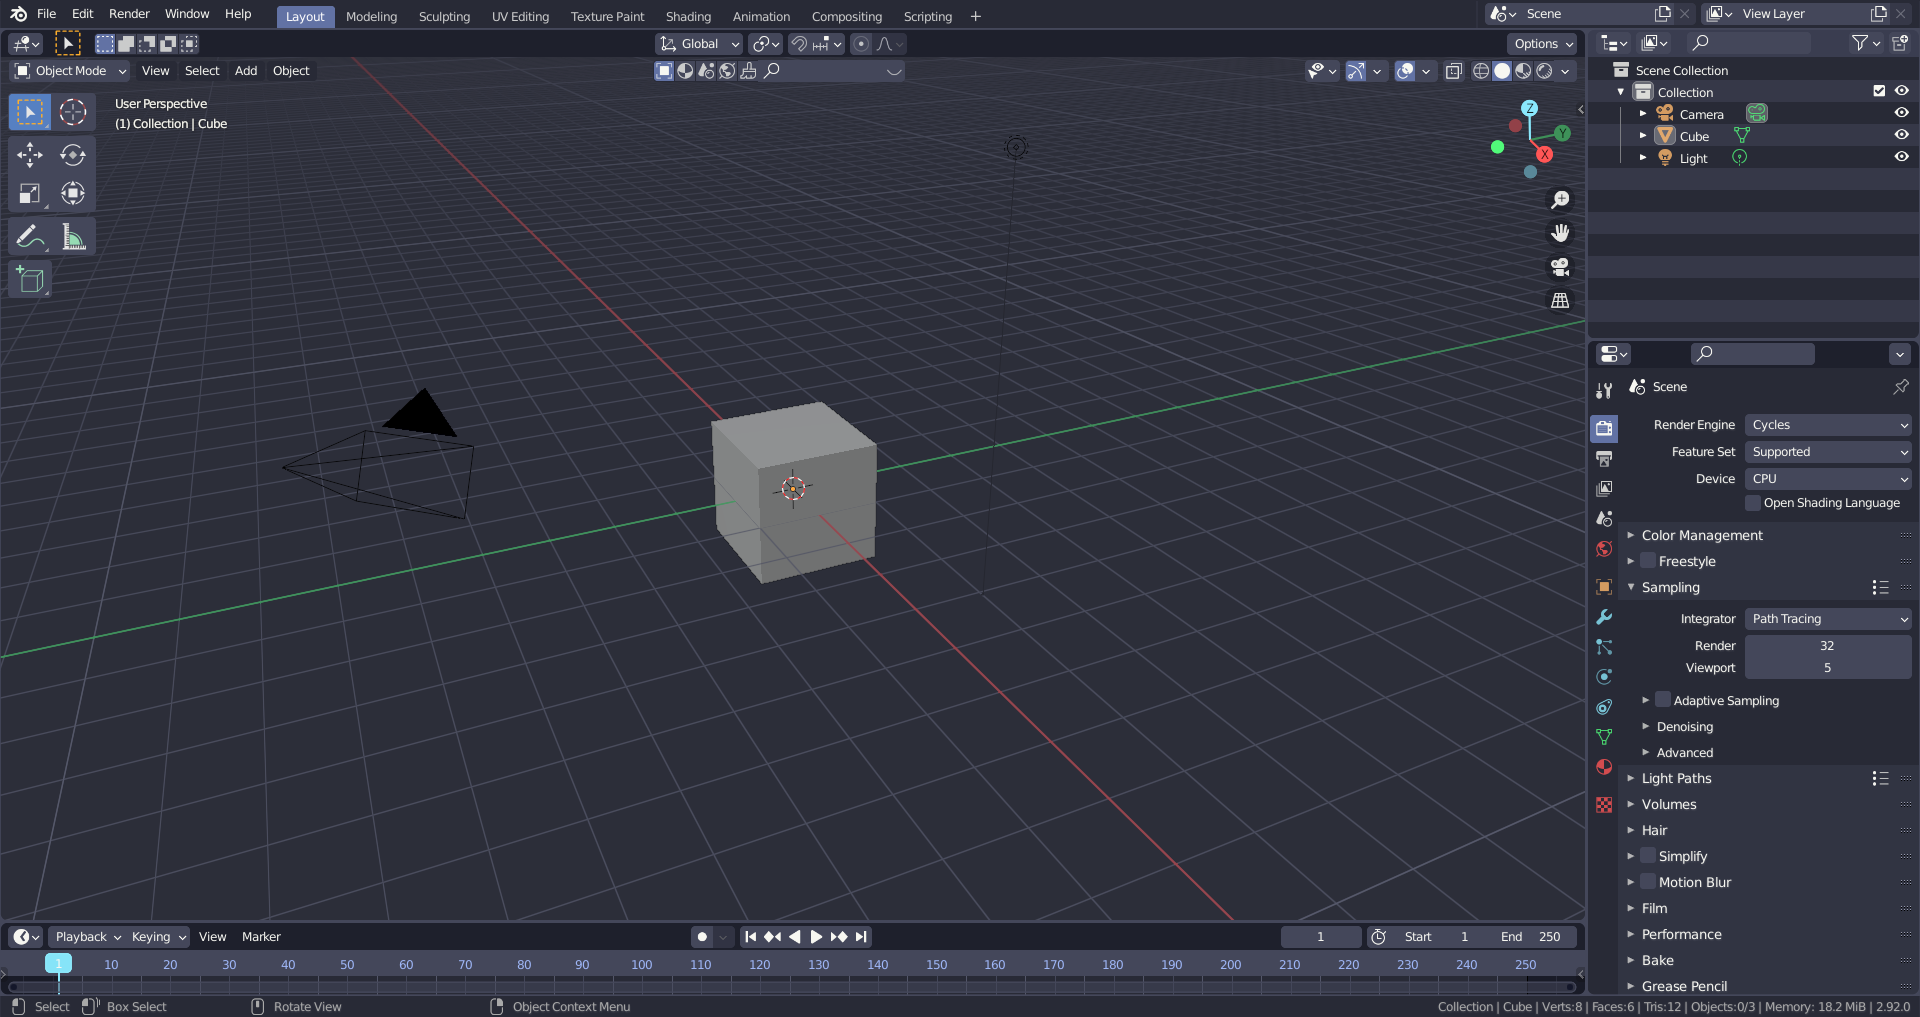 File Edit Render Window Help Layout Modeling Sculpting UV Editing Texture Paint Shading Animation Compositing Scripting + Scene View Layer
Global Options
Object Mode View Select Add Object
User Perspective
(1) Collection | Cube
Z
Y
X
Scene Collection
Collection
Camera
Cube
Light
Scene
Render Engine Cycles
Feature Set Supported
Device CPU
Open Shading Language
Color Management
Freestyle
Sampling
Integrator Path Tracing
Render 32
Viewport 5
Adaptive Sampling
Denoising
Advanced
Light Paths
Volumes
Hair
Simplify
Motion Blur
Film
Performance
Bake
Grease Pencil
Playback Keying View Marker 1 Start 1 End 250
1 10 20 30 40 50 60 70 80 90 100 110 120 130 140 150 160 170 180 190 200 210 220 230 240 250
Select Box Select Rotate View Object Context Menu Collection | Cube | Verts:8 | Faces:6 | Tris:12 | Objects:0/3 | Memory: 18.2 MiB | 2.92.0